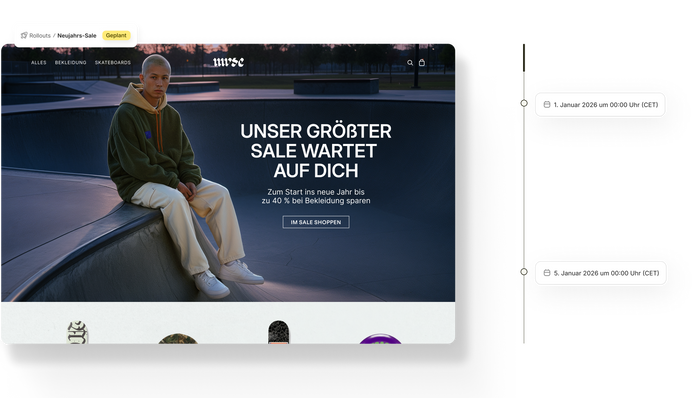 Rollouts / Neujahrs-Sale Geplant
ALLES BEKLEIDUNG SKATEBOARDS
mrsc
UNSER GRÖßTER
SALE WARTET
AUF DICH
Zum Start ins neue Jahr bis
zu 40 % bei Bekleidung sparen
IM SALE SHOPPEN
1. Januar 2026 um 00:00 Uhr (CET)
5. Januar 2026 um 00:00 Uhr (CET)